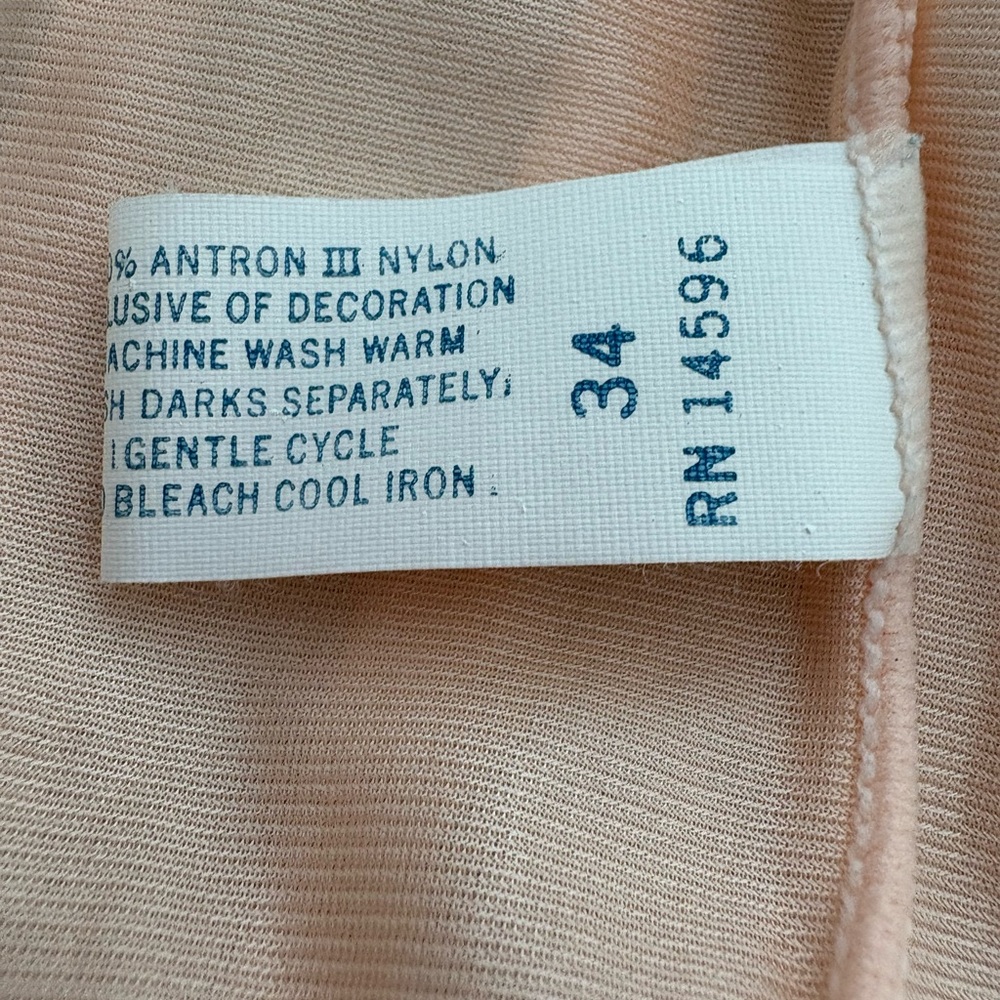 0% ANTRON III NYLON
LUSIVE OF DECORATION
ACHINE WASH WARM
H DARKS SEPARATELY;
GENTLE CYCLE
BLEACH COOL IRON
34
RN 14596